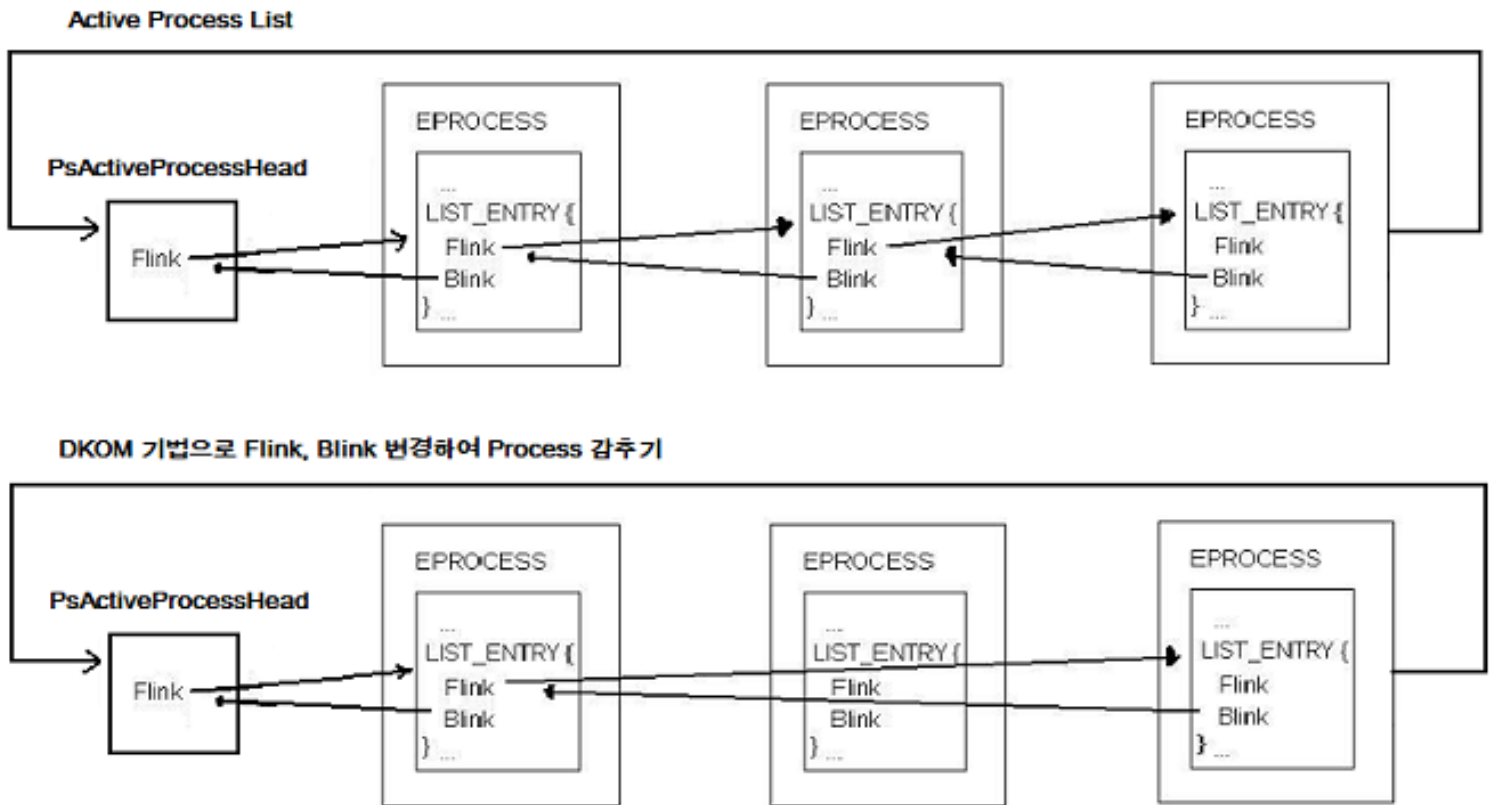 Active Process List
EPROCESS
EPROCESS
EPROCESS
PsActiveProcessHead
...
LIST_ENTRY {
Flink
Blink
} ...
...
LIST_ENTRY {
Flink
Blink
} ...
...
LIST_ENTRY {
Flink
Blink
} ...
Flink
DKOM 기법으로 Flink, Blink 변경하여 Process 감추기
EPROCESS
EPROCESS
EPROCESS
PsActiveProcessHead
...
LIST_ENTRY {
Flink
Blink
} ...
...
LIST_ENTRY {
Flink
Blink
} ...
...
LIST_ENTRY {
Flink
Blink
} ...
Flink